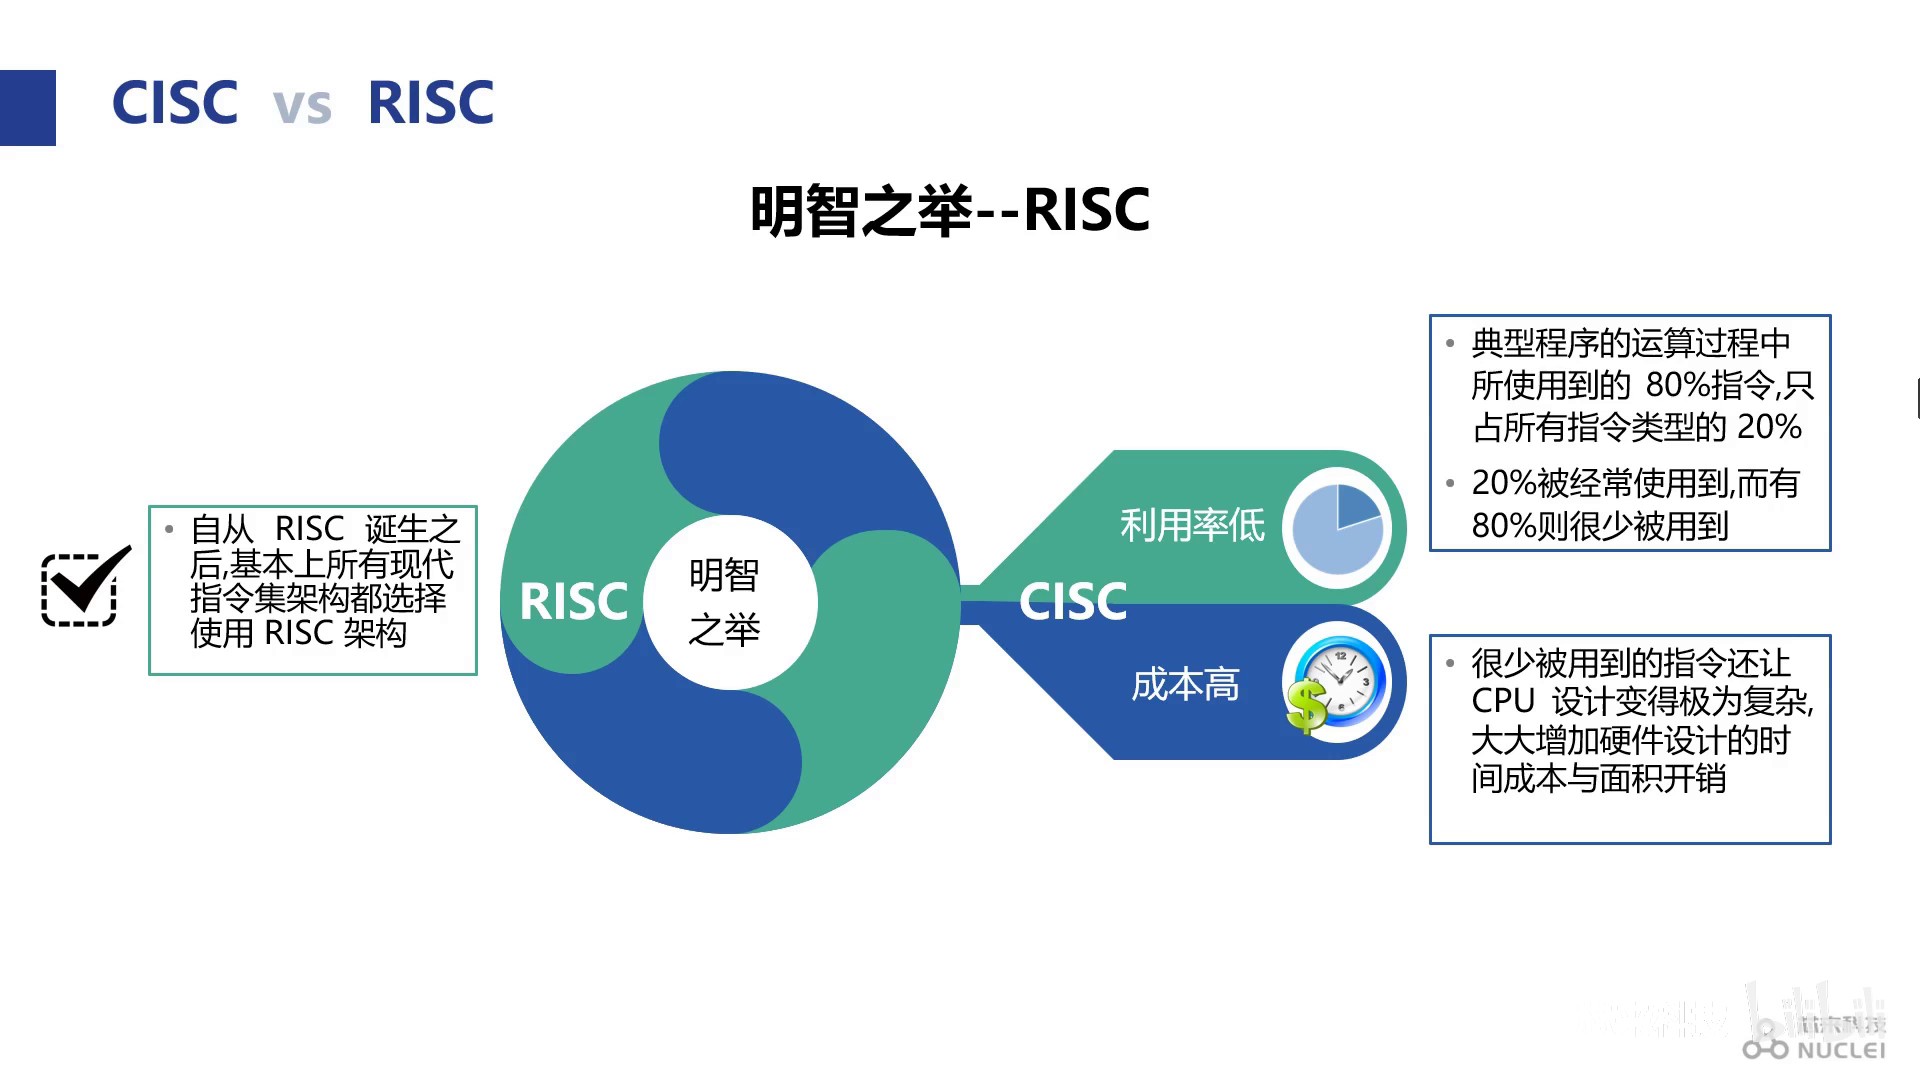 CISC vs RISC
明智之举--RISC
• 自从 RISC 诞生之
后,基本上所有现代
指令集架构都选择
使用 RISC 架构
RISC
明智
之举
CISC
利用率低
成本高
• 典型程序的运算过程中
所使用到的 80%指令,只
占所有指令类型的 20%
• 20%被经常使用到,而有
80%则很少被用到
• 很少被用到的指令还让
CPU 设计变得极为复杂,
大大增加硬件设计的时
间成本与面积开销
bilibili
NUCLEI